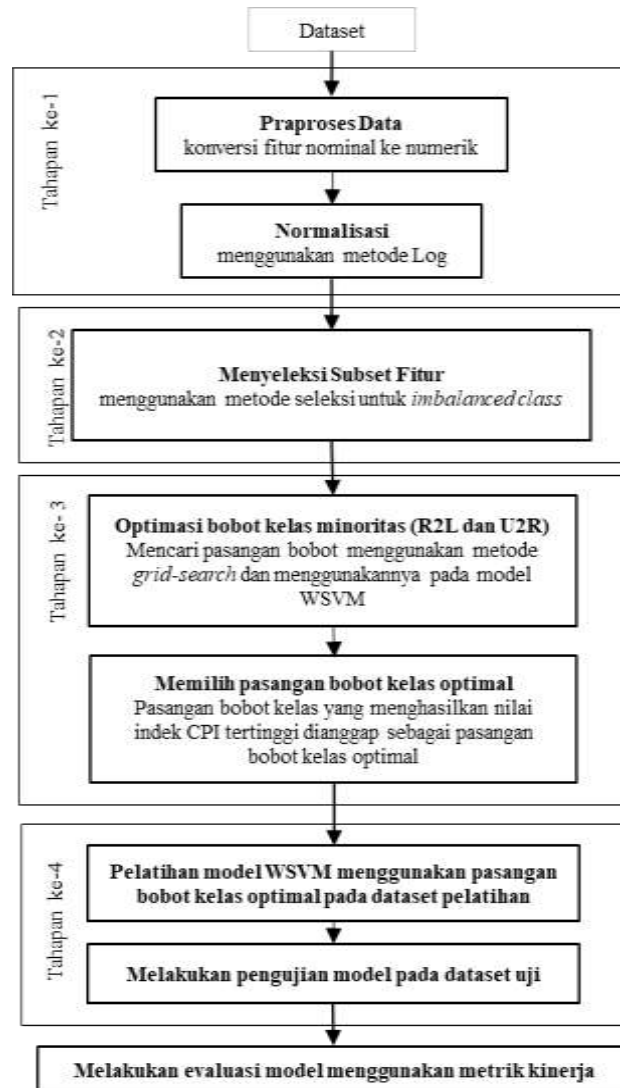 Dataset
Tahapan ke-1
Praproses Data
konversi fitur nominal ke numerik
Normalisasi
menggunakan metode Log
Tahapan ke-2
Menyeleksi Subset Fitur
menggunakan metode seleksi untuk imbalanced class
Tahapan ke- 3
Optimasi bobot kelas minoritas (R2L dan U2R)
Mencari pasangan bobot menggunakan metode
grid-search dan menggunakannya pada model
WSVM
Memilih pasangan bobot kelas optimal
Pasangan bobot kelas yang menghasilkan nilai
indek CPI tertinggi dianggap sebagai pasangan
bobot kelas optimal
Tahapan ke-4
Pelatihan model WSVM menggunakan pasangan
bobot kelas optimal pada dataset pelatihan
Melakukan pengujian model pada dataset uji
Melakukan evaluasi model menggunakan metrik kinerja